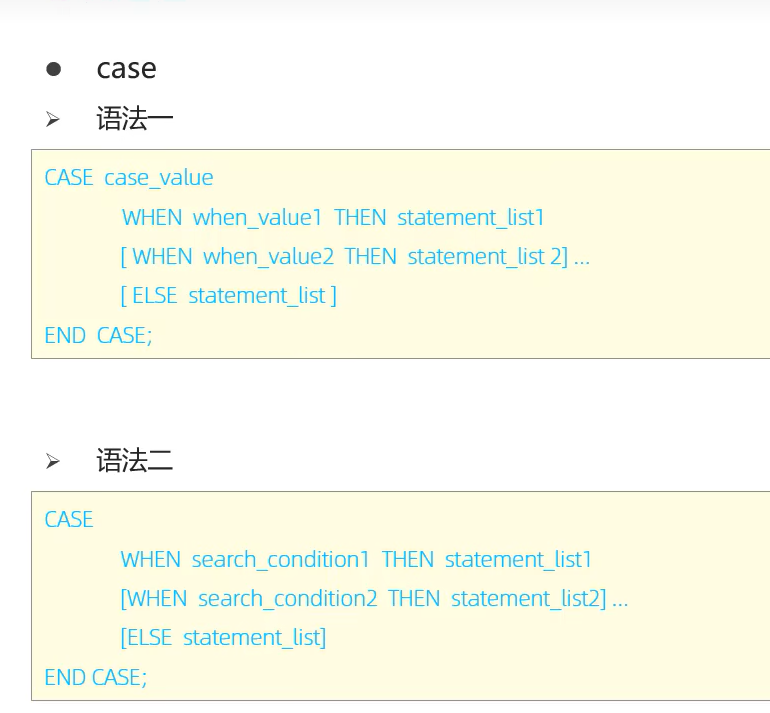 case
语法一
CASE case_value
WHEN when_value1 THEN statement_list1
[ WHEN when_value2 THEN statement_list 2] ...
[ ELSE statement_list ]
END CASE;
语法二
CASE
WHEN search_condition1 THEN statement_list1
[WHEN search_condition2 THEN statement_list2] ...
[ELSE statement_list]
END CASE;